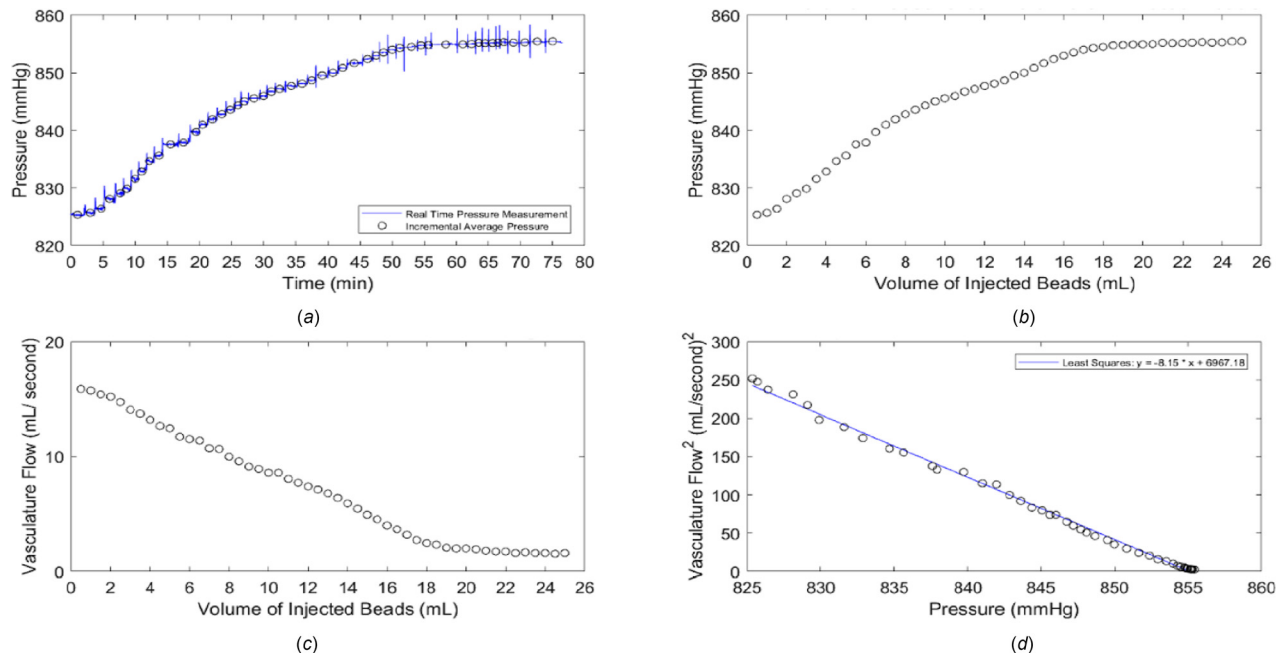 860
850
840
830
820
Pressure (mmHg)
Real Time Pressure Measurement
Incremental Average Pressure
0 5 10 15 20 25 30 35 40 45 50 55 60 65 70 75 80
Time (min)
(a)
860
850
840
830
820
Pressure (mmHg)
0 2 4 6 8 10 12 14 16 18 20 22 24 26
Volume of Injected Beads (mL)
(b)
20
10
0
Vasculature Flow (mL/ second)
0 2 4 6 8 10 12 14 16 18 20 22 24 26
Volume of Injected Beads (mL)
(c)
300
250
200
150
100
50
0
Vasculature Flow² (mL/second)²
Least Squares: y = -8.15 * x + 6967.18
825 830 835 840 845 850 855 860
Pressure (mmHg)
(d)